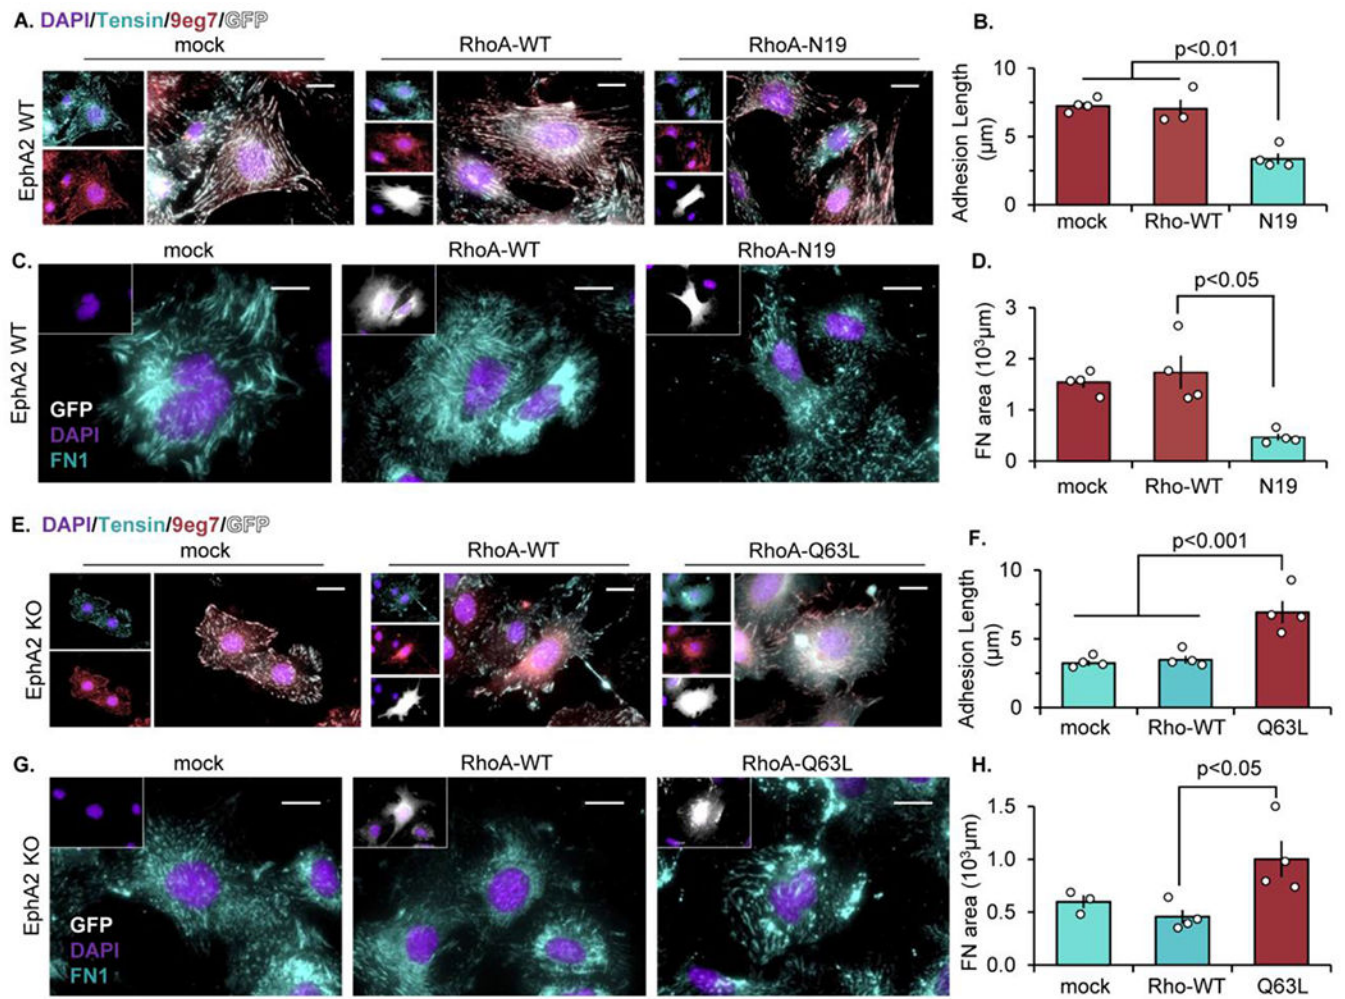 A. DAPI/Tensin/9eg7/GFP
mock RhoA-WT RhoA-N19
EphA2 WT
B.
p<0.01
Adhesion Length
(µm)
10
5
0
mock Rho-WT N19
C. mock RhoA-WT RhoA-N19
EphA2 WT
GFP
DAPI
FN1
D.
p<0.05
FN area (10³µm)
3
2
1
0
mock Rho-WT N19
E. DAPI/Tensin/9eg7/GFP
mock RhoA-WT RhoA-Q63L
EphA2 KO
F.
p<0.001
Adhesion Length
(µm)
10
5
0
mock Rho-WT Q63L
G. mock RhoA-WT RhoA-Q63L
EphA2 KO
GFP
DAPI
FN1
H.
p<0.05
FN area (10³µm)
1.5
1.0
0.5
0.0
mock Rho-WT Q63L